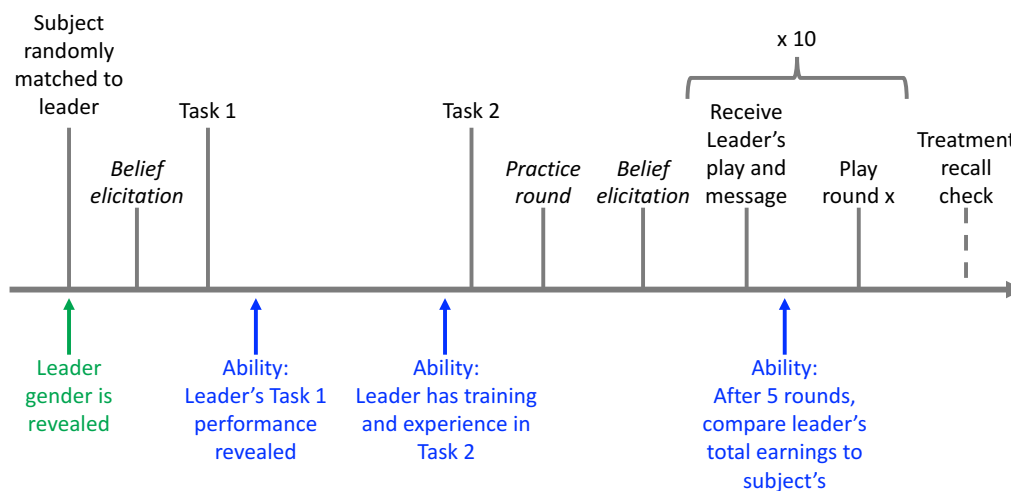 Subject
randomly
matched to
leader
Belief
elicitation
Task 1
Task 2
Practice
round
Belief
elicitation
x 10
Receive
Leader's
play and
message
Play
round x
Treatment
recall
check
Leader
gender is
revealed
Ability:
Leader's Task 1
performance
revealed
Ability:
Leader has training
and experience in
Task 2
Ability:
After 5 rounds,
compare leader's
total earnings to
subject's